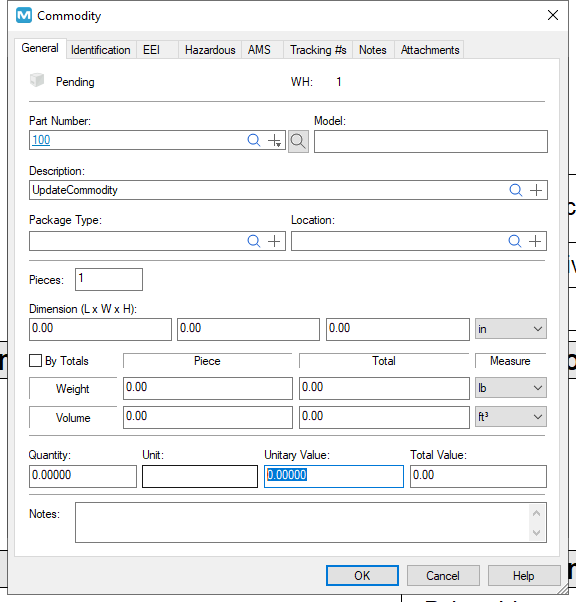 Commodity
General Identification EEI Hazardous AMS Tracking #s Notes Attachments
Pending WH: 1
Part Number: Model:
100
Description:
UpdateCommodity
Package Type: Location:
Pieces: 1
Dimension (L x W x H):
0.00 0.00 0.00 in
By Totals Piece Total Measure
Weight 0.00 0.00 lb
Volume 0.00 0.00 ft³
Quantity: Unit: Unitary Value: Total Value:
0.00000 0.00000 0.00
Notes:
OK Cancel Help